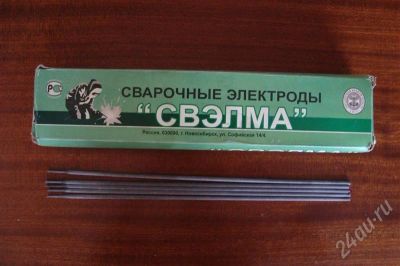 СВАРОЧНЫЕ ЭЛЕКТРОДЫ
"СВЭЛМА"
Россия, 630090, г. Новосибирск, ул. Софийская 14/4
24au.ru